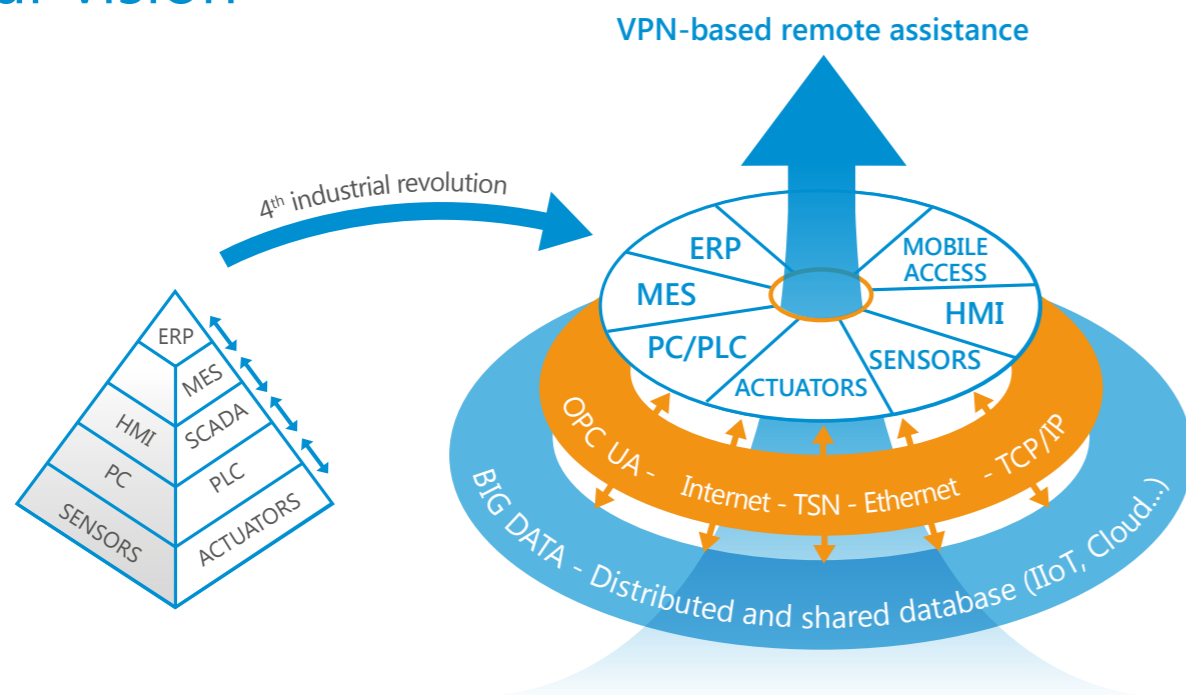 vision
VPN-based remote assistance
4th industrial revolution
ERP
MES
HMI
SCADA
PC
PLC
SENSORS
ACTUATORS
ERP
MOBILE
ACCESS
MES
HMI
PC/PLC
SENSORS
ACTUATORS
OPC UA - Internet - TSN - Ethernet - TCP/IP
BIG DATA - Distributed and shared database (IIoT, Cloud...)